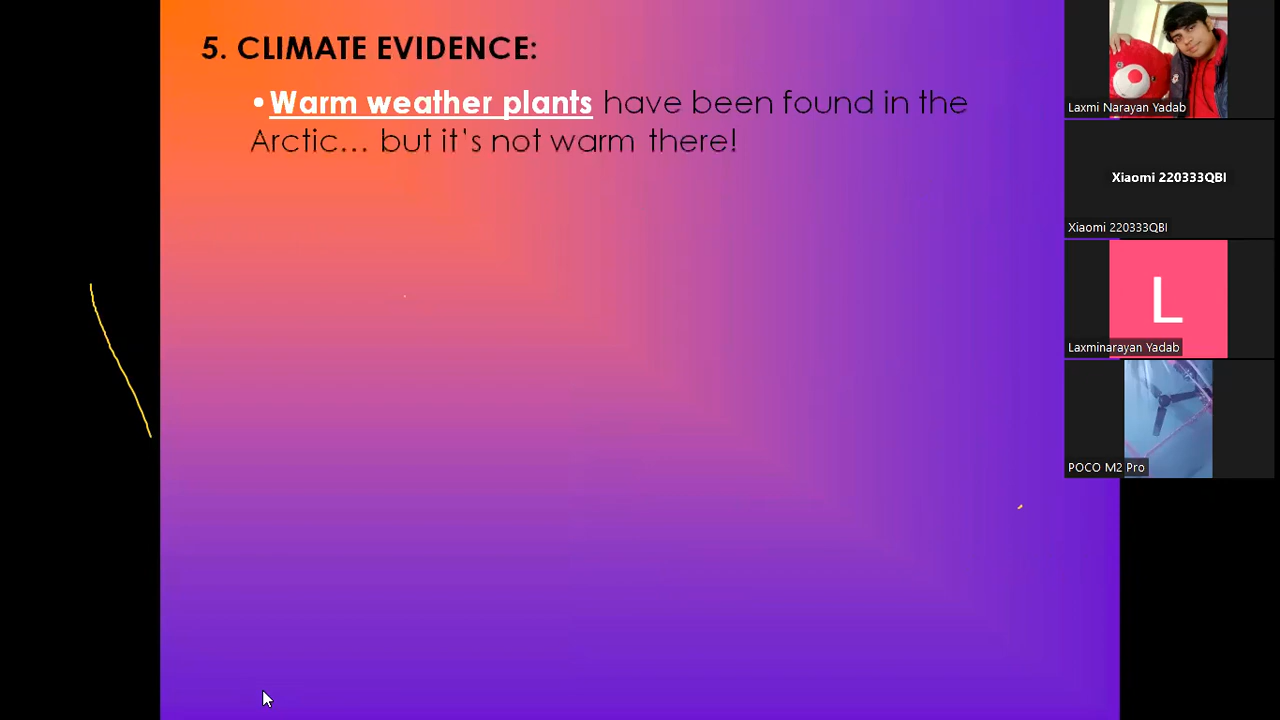 5. CLIMATE EVIDENCE:
•Warm weather plants have been found in the
Arctic... but it's not warm there!
Laxmi Narayan Yadab
Xiaomi 220333QBI
Xiaomi 220333QBI
L
Laxminarayan Yadab
POCO M2 Pro